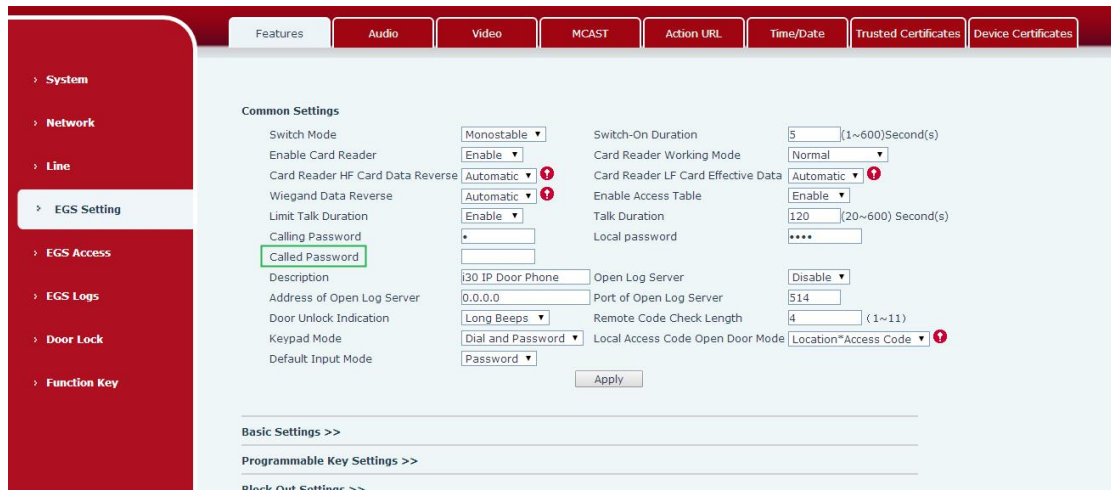 Features Audio Video MCAST Action URL Time/Date Trusted Certificates Device Certificates
› System
› Network
› Line
› EGS Setting
› EGS Access
› EGS Logs
› Door Lock
› Function Key
Common Settings
Switch Mode Monostable ▼ Switch-On Duration 5 (1~600)Second(s)
Enable Card Reader Enable ▼ Card Reader Working Mode Normal ▼
Card Reader HF Card Data Reverse Automatic ▼ Card Reader LF Card Effective Data Automatic ▼
Wiegand Data Reverse Automatic ▼ Enable Access Table Enable ▼
Limit Talk Duration Enable ▼ Talk Duration 120 (20~600) Second(s)
Calling Password • Local password ••••
Called Password
Description i30 IP Door Phone Open Log Server Disable ▼
Address of Open Log Server 0.0.0.0 Port of Open Log Server 514
Door Unlock Indication Long Beeps ▼ Remote Code Check Length 4 (1~11)
Keypad Mode Dial and Password ▼ Local Access Code Open Door Mode Location*Access Code ▼
Default Input Mode Password ▼
Apply
Basic Settings >>
Programmable Key Settings >>
Block Out Settings >>